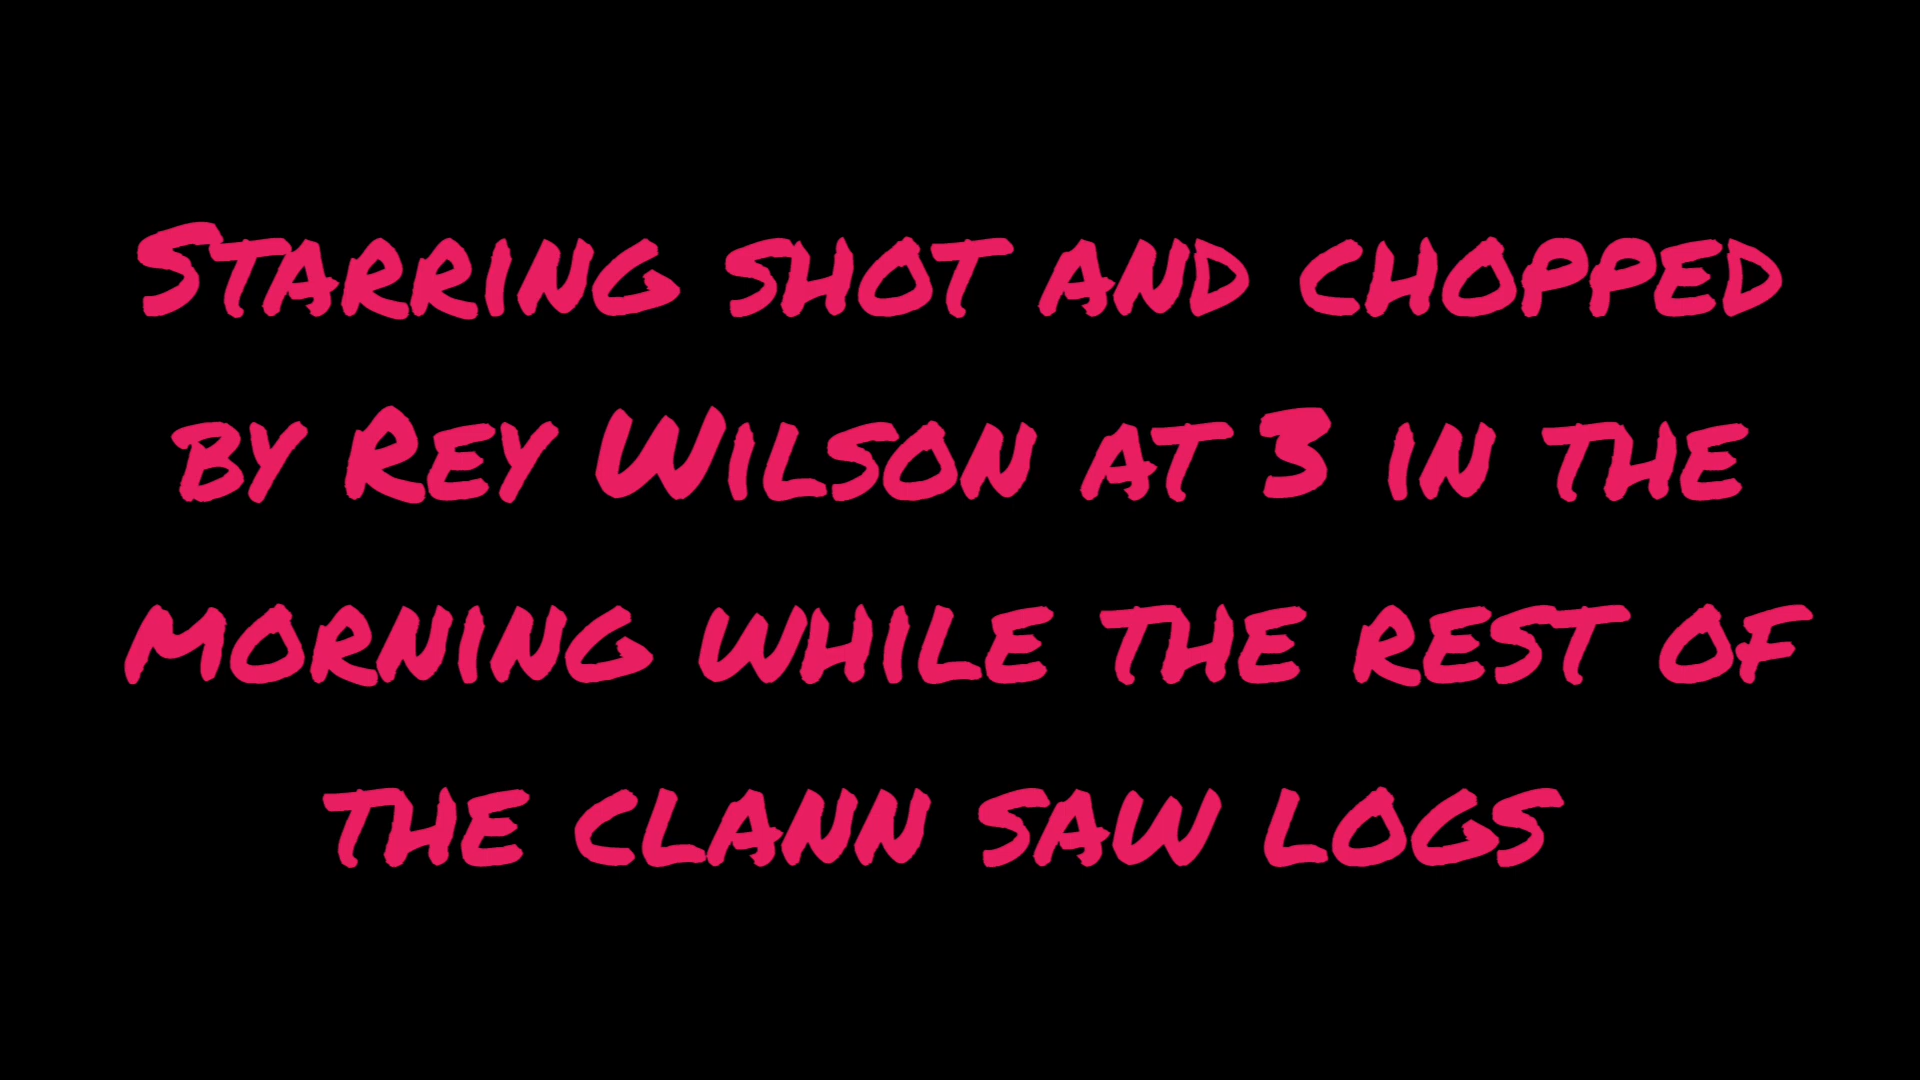 Starring shot and chopped
by Rey Wilson at 3 in the
morning while the rest of
the clann saw logs